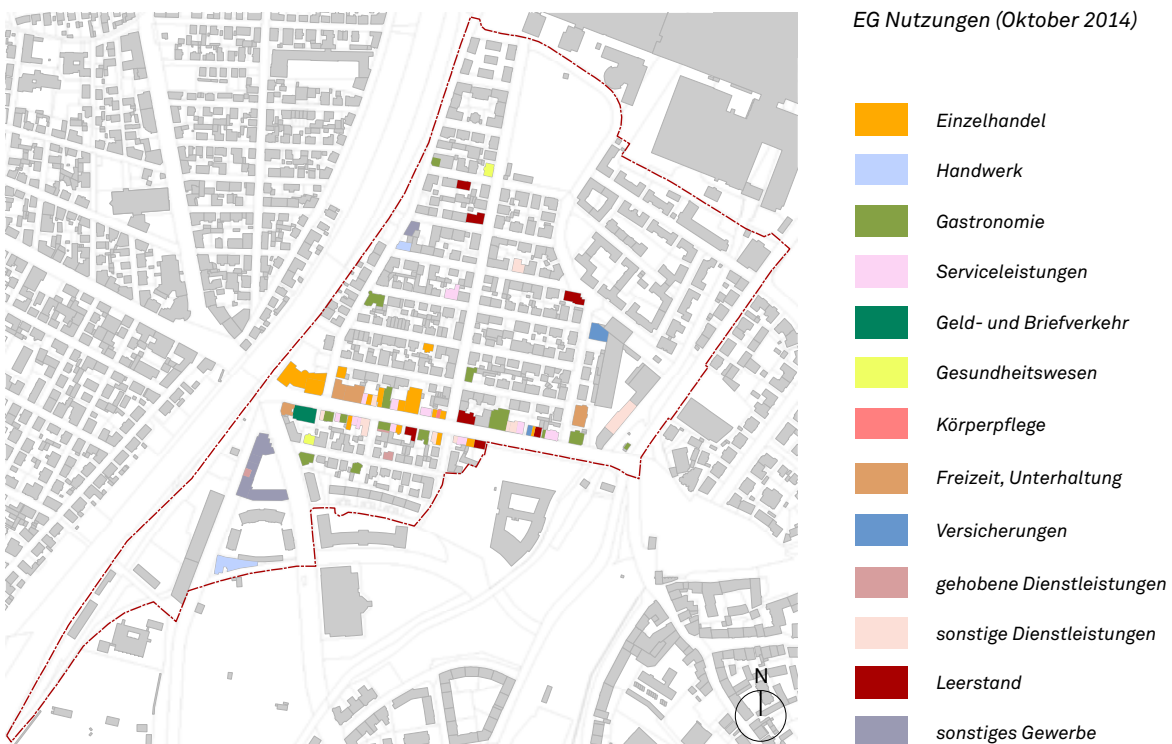 EG Nutzungen (Oktober 2014)
Einzelhandel
Handwerk
Gastronomie
Serviceleistungen
Geld- und Briefverkehr
Gesundheitswesen
Körperpflege
Freizeit, Unterhaltung
Versicherungen
gehobene Dienstleistungen
sonstige Dienstleistungen
Leerstand
sonstiges Gewerbe
N